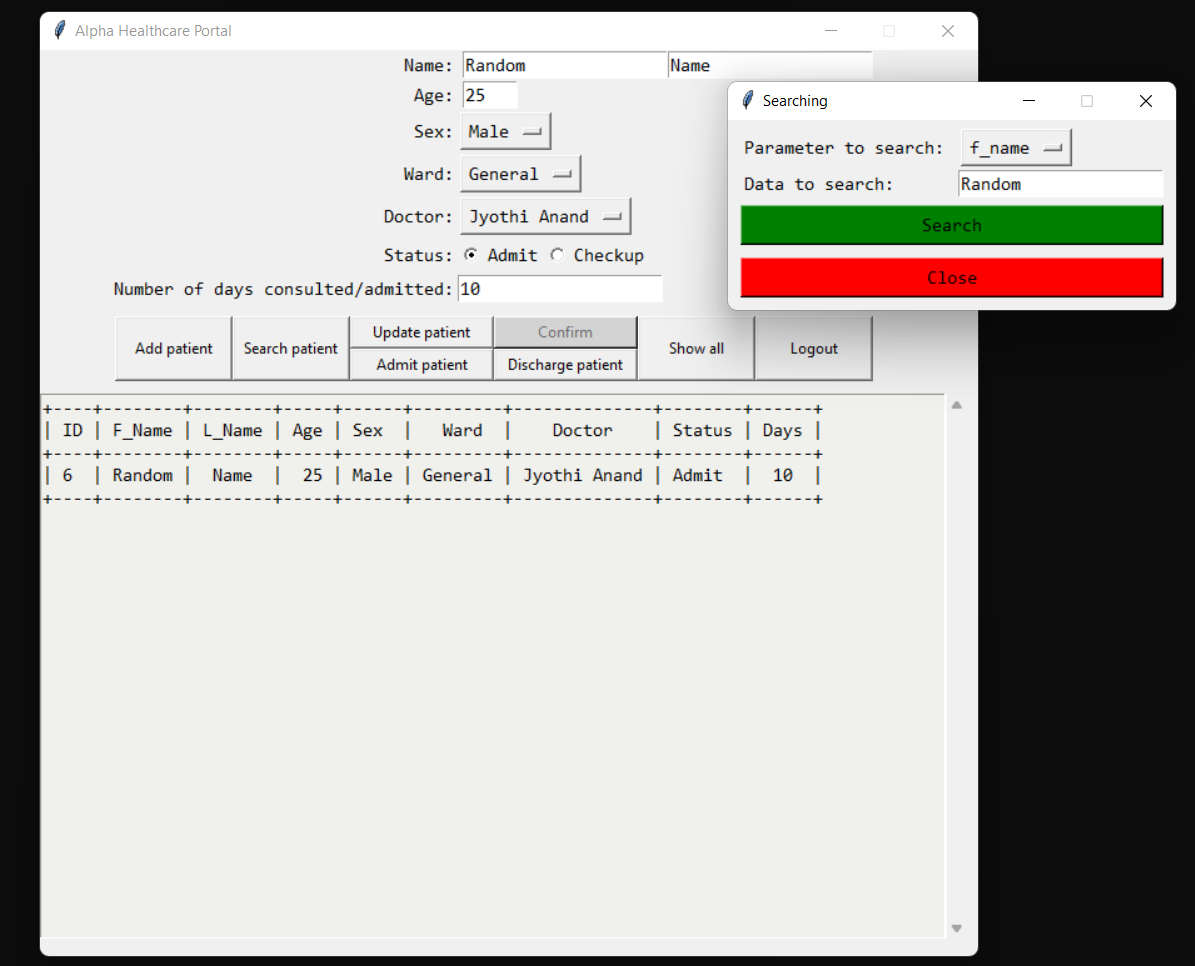 Alpha Healthcare Portal
Name: Random Name
Age: 25
Sex: Male
Ward: General
Doctor: Jyothi Anand
Status: Admit Checkup
Number of days consulted/admitted: 10
Add patient Search patient Update patient Confirm Show all Logout
Admit patient Discharge patient
+----+--------+--------+-----+------+---------+--------------+--------+------+
| ID | F_Name | L_Name | Age | Sex  |   Ward  |    Doctor    | Status | Days |
+----+--------+--------+-----+------+---------+--------------+--------+------+
| 6  | Random |  Name  |  25 | Male | General | Jyothi Anand | Admit  |  10  |
+----+--------+--------+-----+------+---------+--------------+--------+------+
Searching
Parameter to search: f_name
Data to search: Random
Search
Close